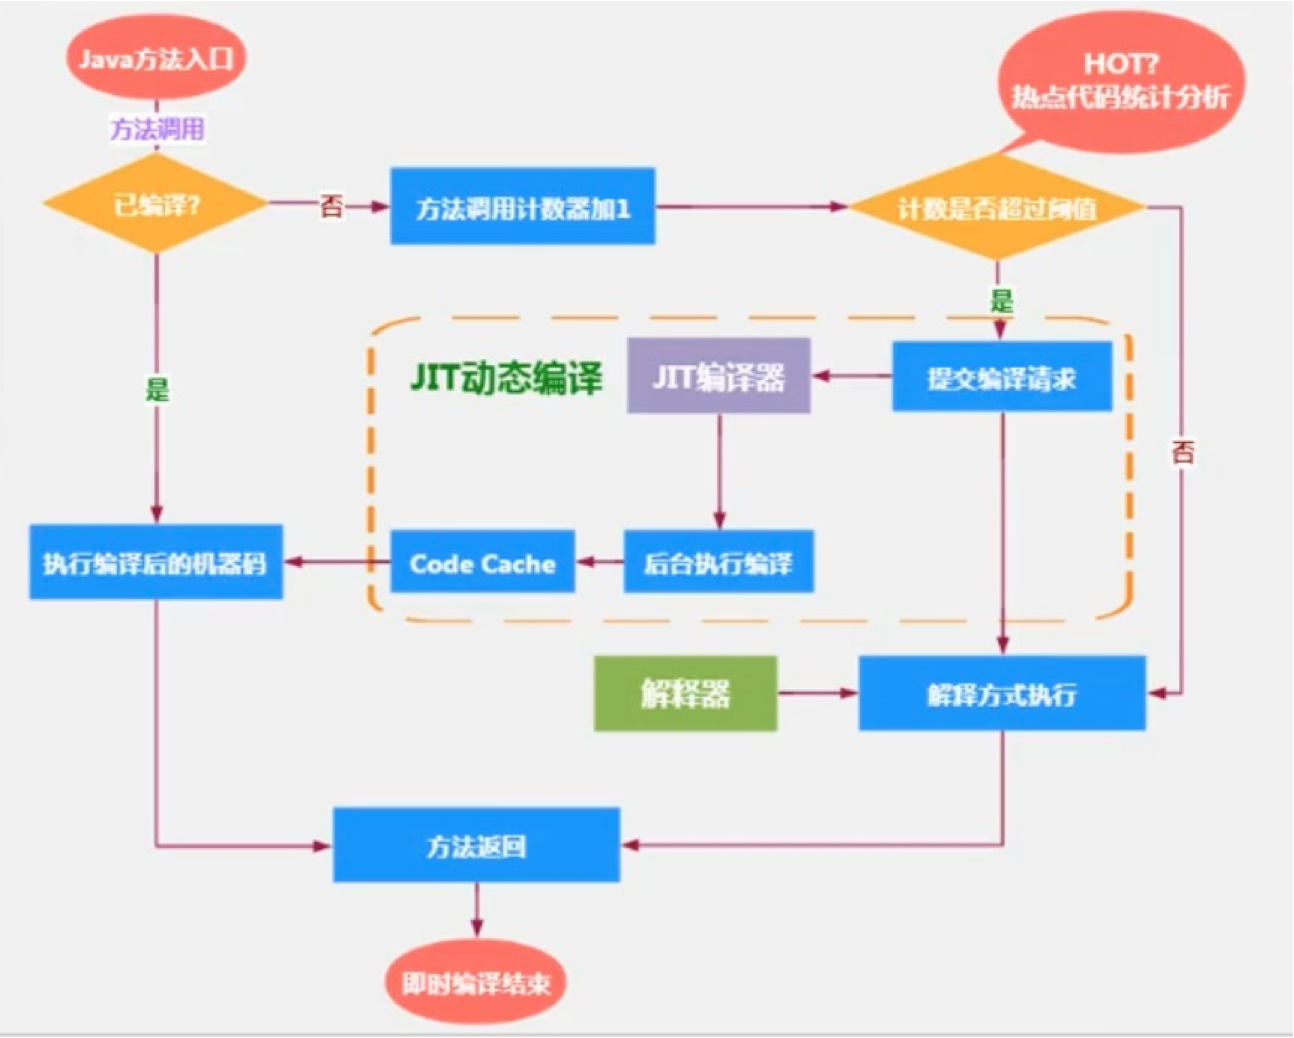 Java方法入口
HOT?
热点代码统计分析
方法调用
已编译?
否
方法调用计数器加1
计数是否超过阈值
是
JIT动态编译
JIT编译器
提交编译请求
是
否
执行编译后的机器码
Code Cache
后台执行编译
解释器
解释方式执行
方法返回
即时编译结束